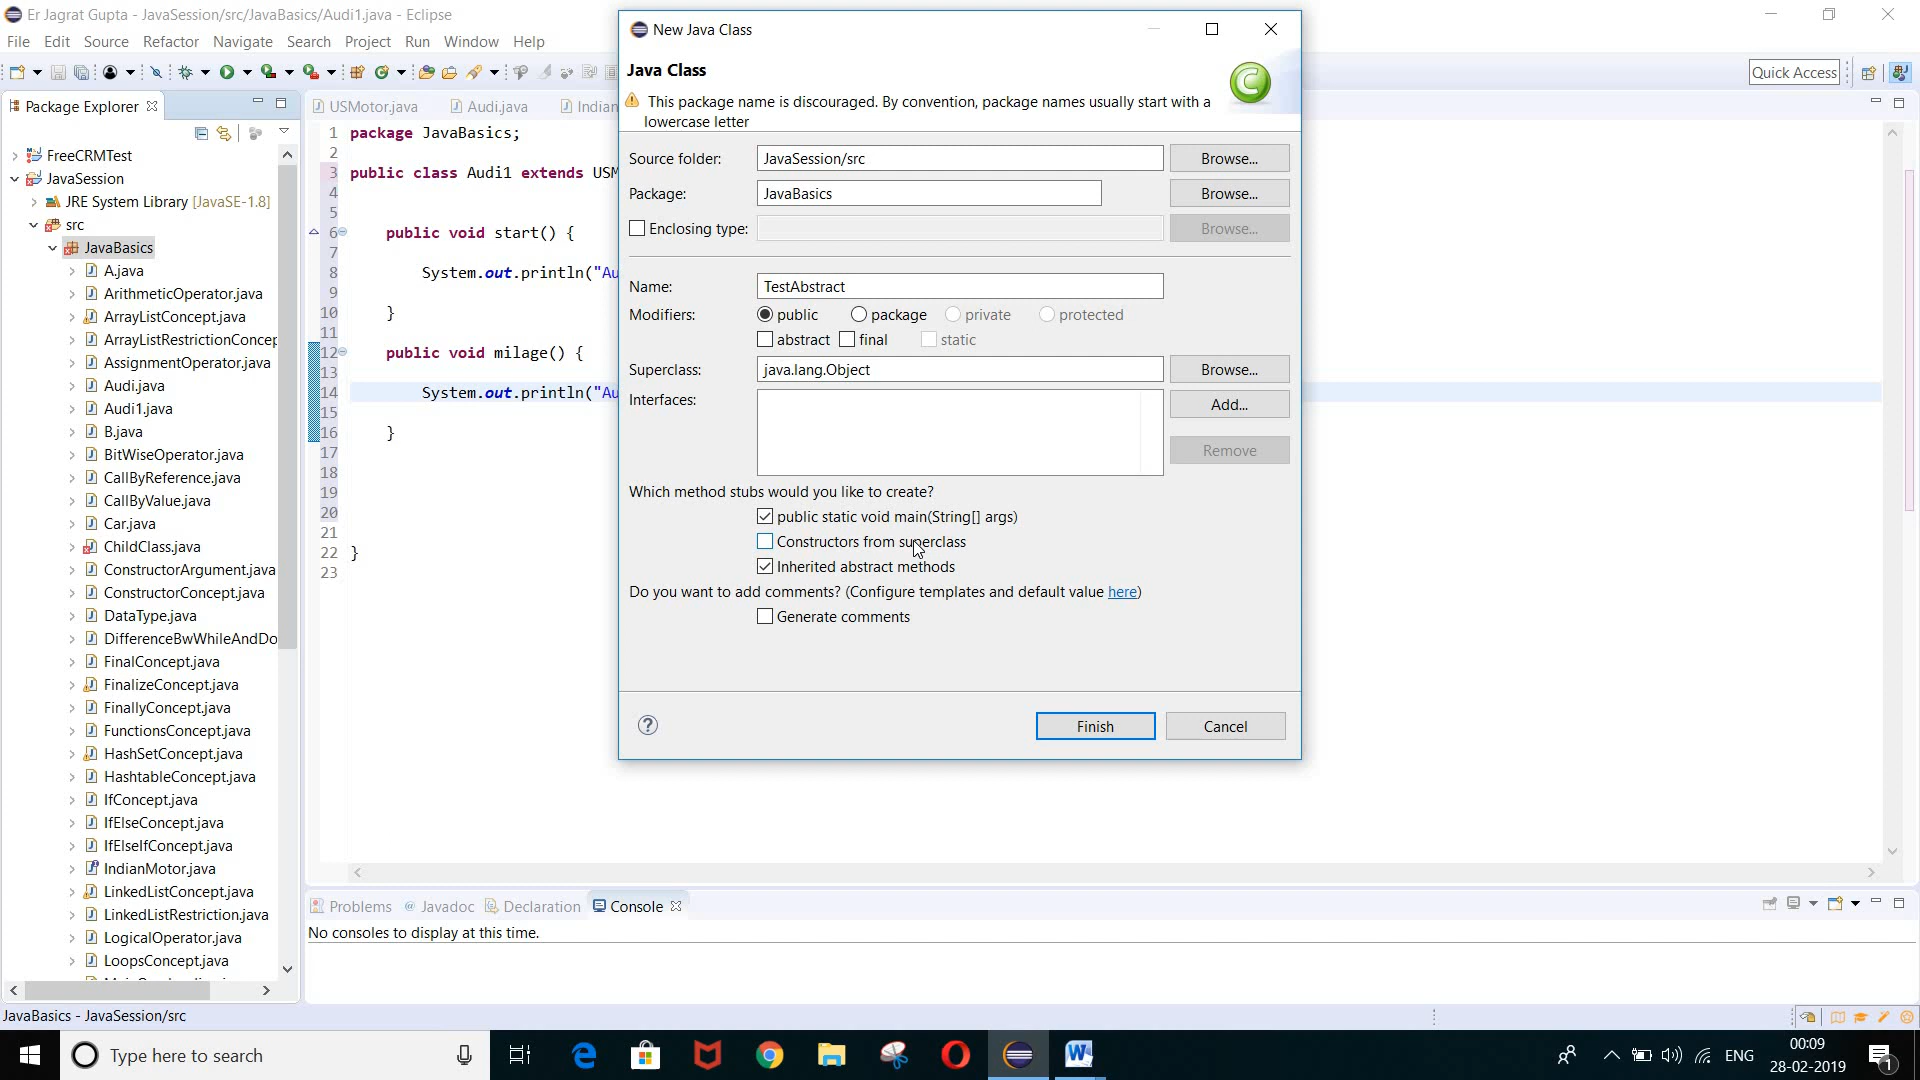 Er Jagrat Gupta - JavaSession/src/JavaBasics/Audi1.java - Eclipse
File Edit Source Refactor Navigate Search Project Run Window Help
Quick Access
Package Explorer
FreeCRMTest
JavaSession
JRE System Library [JavaSE-1.8]
src
JavaBasics
A.java
ArithmeticOperator.java
ArrayListConcept.java
ArrayListRestrictionConcep
AssignmentOperator.java
Audi.java
Audi1.java
B.java
BitWiseOperator.java
CallByReference.java
CallByValue.java
Car.java
ChildClass.java
ConstructorArgument.java
ConstructorConcept.java
DataType.java
DifferenceBwWhileAndDo
FinalConcept.java
FinalizeConcept.java
FinallyConcept.java
FunctionsConcept.java
HashSetConcept.java
HashtableConcept.java
IfConcept.java
IfElseConcept.java
IfElseIfConcept.java
IndianMotor.java
LinkedListConcept.java
LinkedListRestriction.java
LogicalOperator.java
LoopsConcept.java
USMotor.java Audi.java Indian
1 package JavaBasics;
2
3 public class Audi1 extends USM
4
5
6 public void start() {
7
8 System.out.println("Au
9
10 }
11
12 public void milage() {
13
14 System.out.println("Au
15
16 }
17
18
19
20
21
22 }
23
New Java Class
Java Class
This package name is discouraged. By convention, package names usually start with a
lowercase letter
Source folder: JavaSession/src Browse...
Package: JavaBasics Browse...
Enclosing type: Browse...
Name: TestAbstract
Modifiers: public package private protected
abstract final static
Superclass: java.lang.Object Browse...
Interfaces: Add...
Remove
Which method stubs would you like to create?
public static void main(String[] args)
Constructors from superclass
Inherited abstract methods
Do you want to add comments? (Configure templates and default value here)
Generate comments
Finish Cancel
Problems Javadoc Declaration Console
No consoles to display at this time.
JavaBasics - JavaSession/src
Type here to search
ENG
00:09
28-02-2019
1